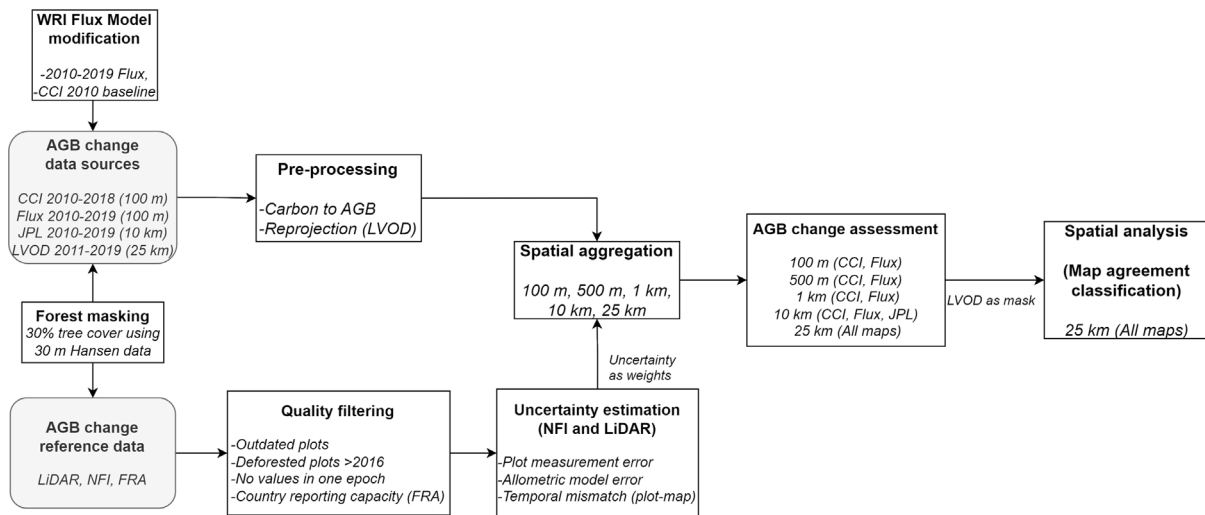 WRI Flux Model
modification
-2010-2019 Flux,
-CCI 2010 baseline
AGB change
data sources
CCI 2010-2018 (100 m)
Flux 2010-2019 (100 m)
JPL 2010-2019 (10 km)
LVOD 2011-2019 (25 km)
Pre-processing
-Carbon to AGB
-Reprojection (LVOD)
Forest masking
30% tree cover using
30 m Hansen data
AGB change
reference data
LiDAR, NFI, FRA
Quality filtering
-Outdated plots
-Deforested plots >2016
-No values in one epoch
-Country reporting capacity (FRA)
Uncertainty estimation
(NFI and LiDAR)
-Plot measurement error
-Allometric model error
-Temporal mismatch (plot-map)
Uncertainty
as weights
Spatial aggregation
100 m, 500 m, 1 km,
10 km, 25 km
AGB change assessment
100 m (CCI, Flux)
500 m (CCI, Flux)
1 km (CCI, Flux)
10 km (CCI, Flux, JPL)
25 km (All maps)
LVOD as mask
Spatial analysis
(Map agreement
classification)
25 km (All maps)